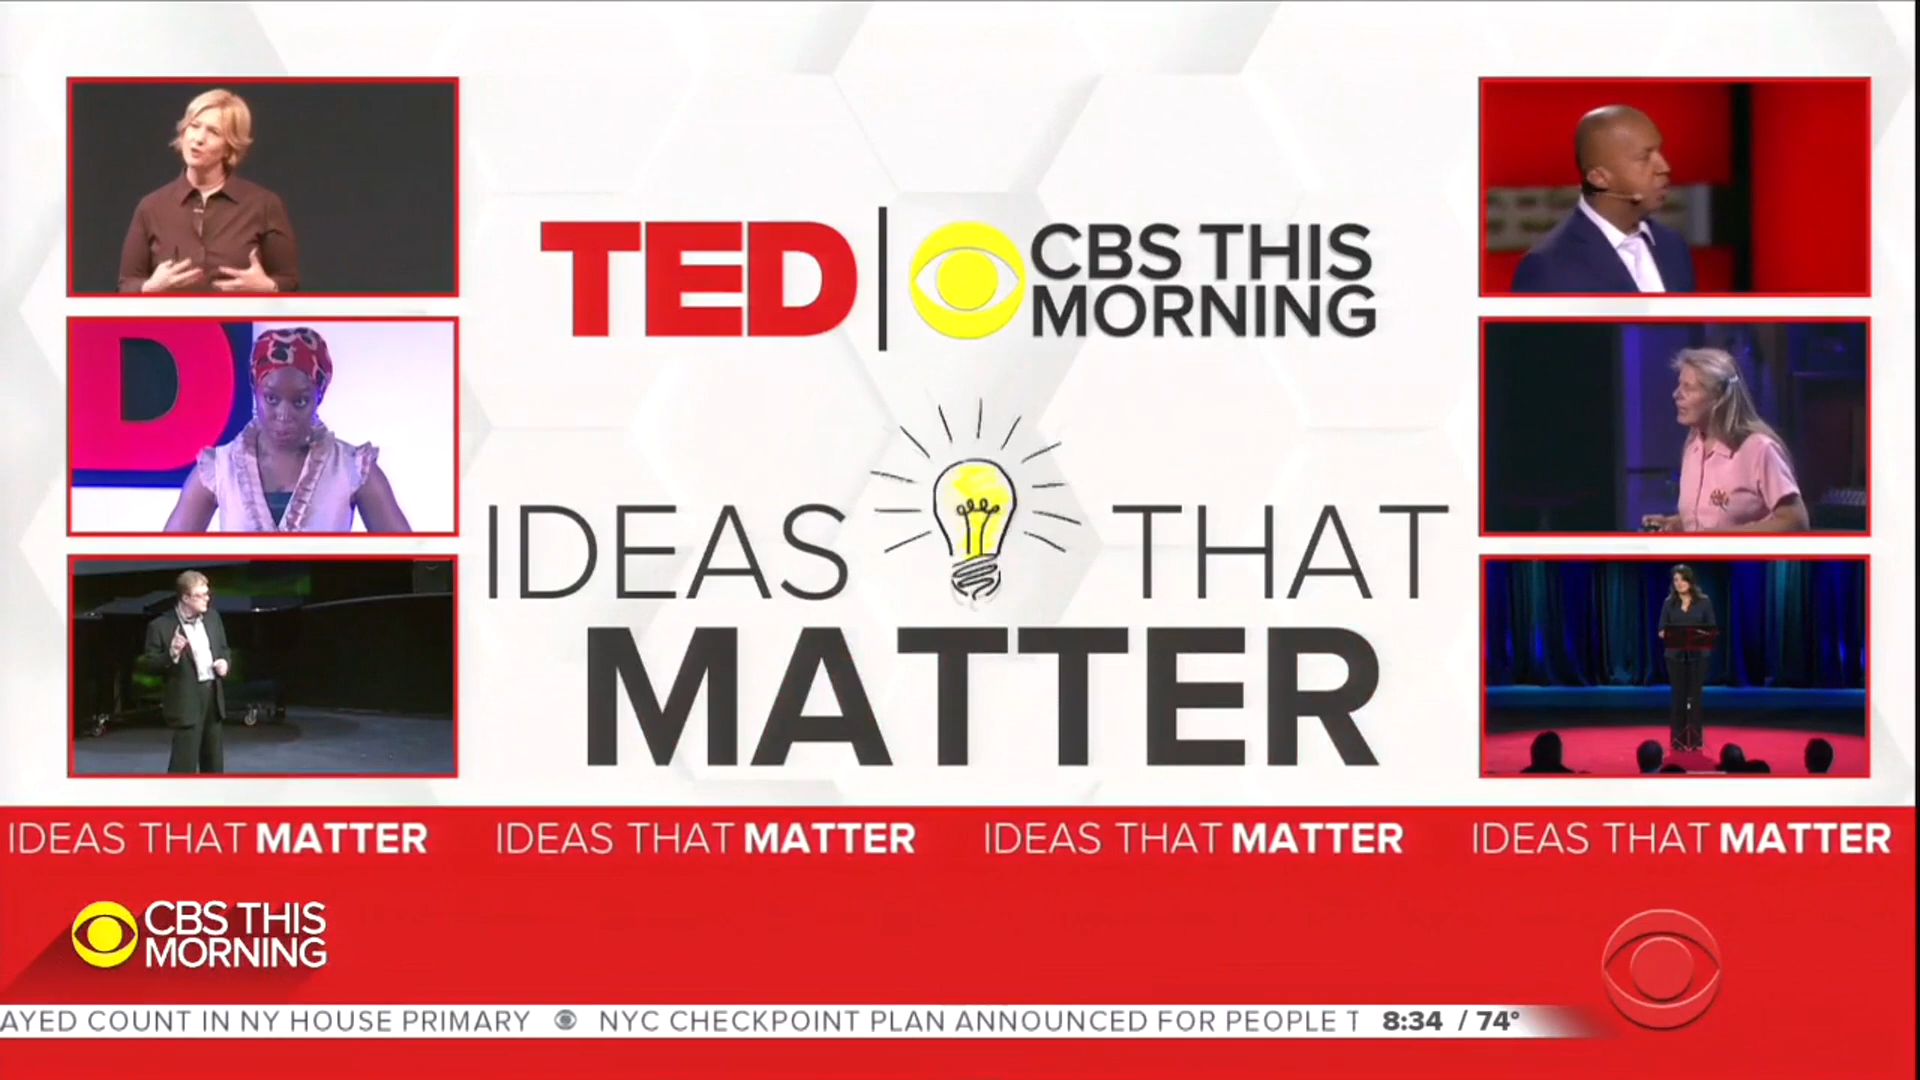 TED | CBS THIS
MORNING
D
IDEAS THAT
MATTER
IDEAS THAT MATTER IDEAS THAT MATTER IDEAS THAT MATTER IDEAS THAT MATTER
CBS THIS
MORNING
AYED COUNT IN NY HOUSE PRIMARY NYC CHECKPOINT PLAN ANNOUNCED FOR PEOPLE T 8:34 / 74°